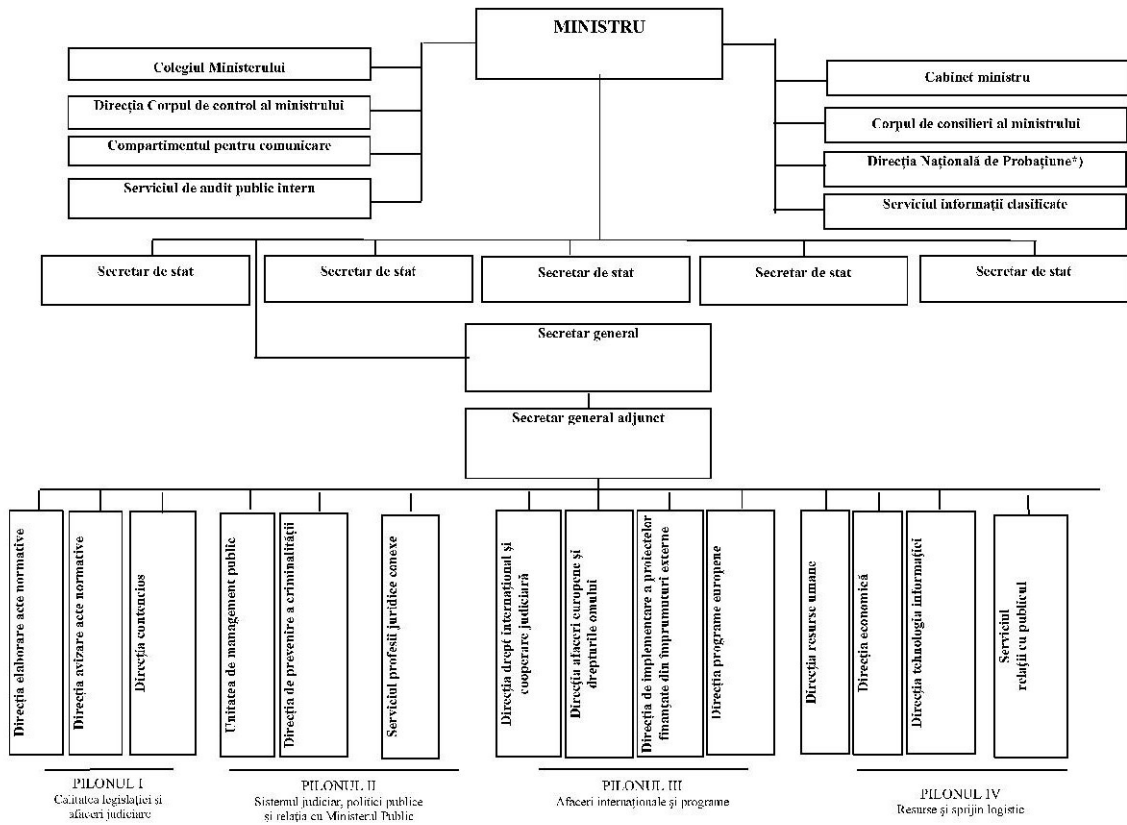 MINISTRU
Colegiul Ministerului
Direcția Corpul de control al ministrului
Compartimentul pentru comunicare
Serviciul de audit public intern
Cabinet ministru
Corpul de consilieri al ministrului
Direcția Națională de Probațiune*)
Serviciul informații clasificate
Secretar de stat
Secretar de stat
Secretar de stat
Secretar de stat
Secretar de stat
Secretar general
Secretar general adjunct
Direcția elaborare acte normative
Direcția avizare acte normative
Direcția contencius
Unitatea de management public
Direcția de prevenire a criminalității
Serviciul profesii juridice conexe
Direcția drept internațional și
cooperare judiciară
Direcția afaceri europene și
drepturile omului
Direcția de implementare a proiectelor
finanțate din împrumuturi externe
Direcția programe europene
Direcția resurse umane
Direcția economică
Direcția tehnologia informației
Serviciul
relații cu publicul
PILONUL I
Calitatea legislației și
afaceri judiciare
PILONUL II
Sistemul judiciar, politici publice
și relația cu Ministerul Public
PILONUL III
Afaceri internaționale și programe
PILONUL IV
Resurse și sprijin logistic